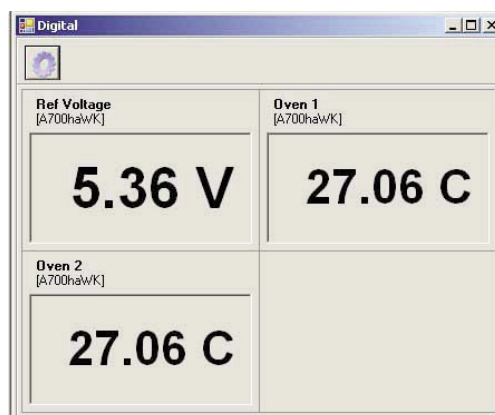 Digital
Ref Voltage
[A700haWK]
5.36 V
Oven 1
[A700haWK]
27.06 C
Oven 2
[A700haWK]
27.06 C